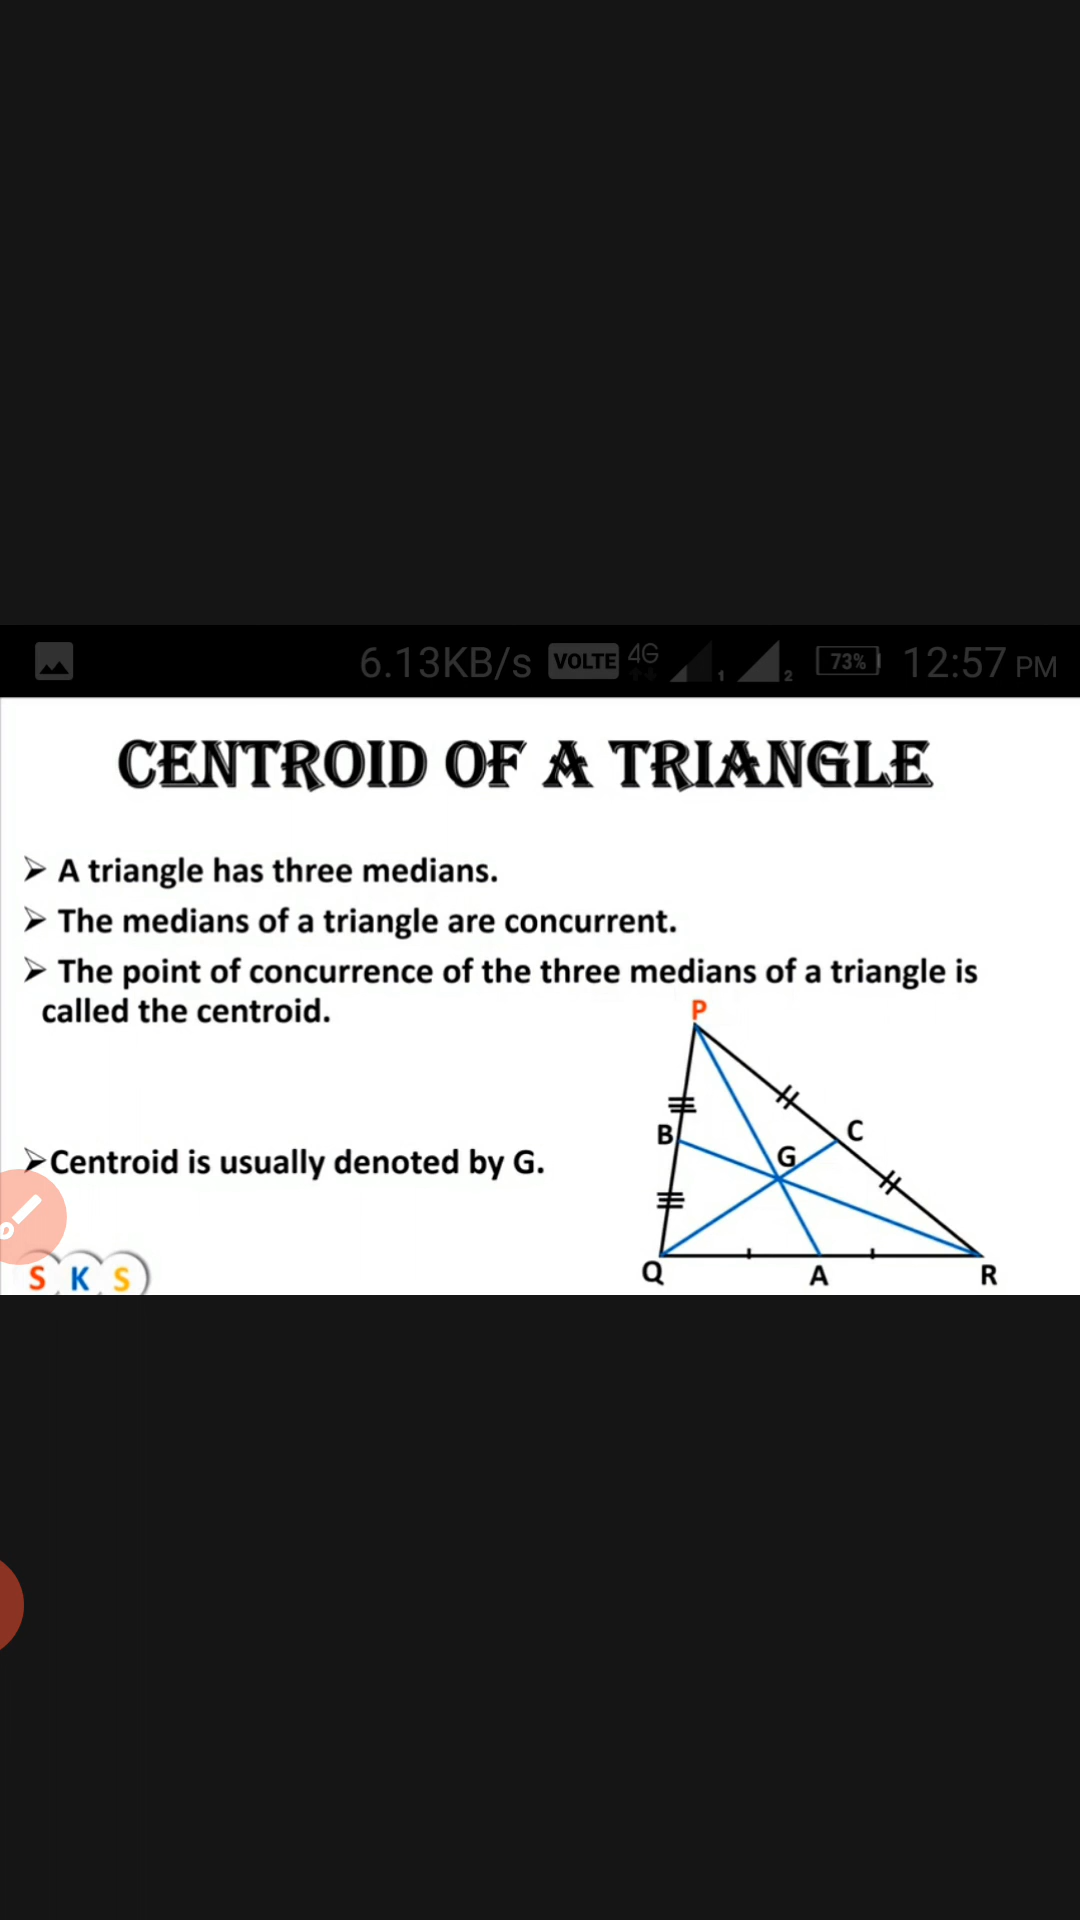 6.13KB/s VOLTE 4G 1 2 73% 12:57 PM
CENTROID OF A TRIANGLE
➢ A triangle has three medians.
➢ The medians of a triangle are concurrent.
➢ The point of concurrence of the three medians of a triangle is
called the centroid.
P
B
C
G
➢Centroid is usually denoted by G.
Q
A
R
S K S